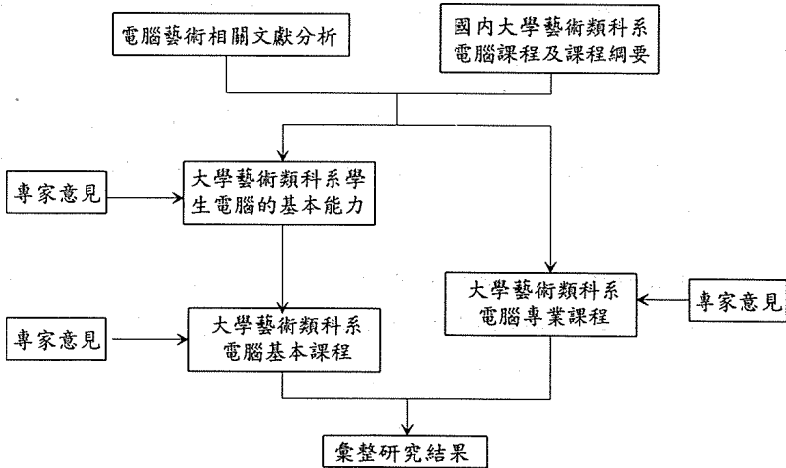 電腦藝術相關文獻分析
國內大學藝術類科系
電腦課程及課程綱要
專家意見
大學藝術類科系學
生電腦的基本能力
專家意見
大學藝術類科系
電腦基本課程
大學藝術類科系
電腦專業課程
專家意見
彙整研究結果